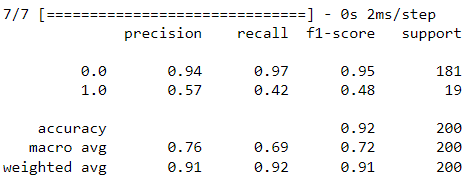 7/7 [==============================] - 0s 2ms/step
precision recall f1-score support
0.0 0.94 0.97 0.95 181
1.0 0.57 0.42 0.48 19
accuracy 0.92 200
macro avg 0.76 0.69 0.72 200
weighted avg 0.91 0.92 0.91 200